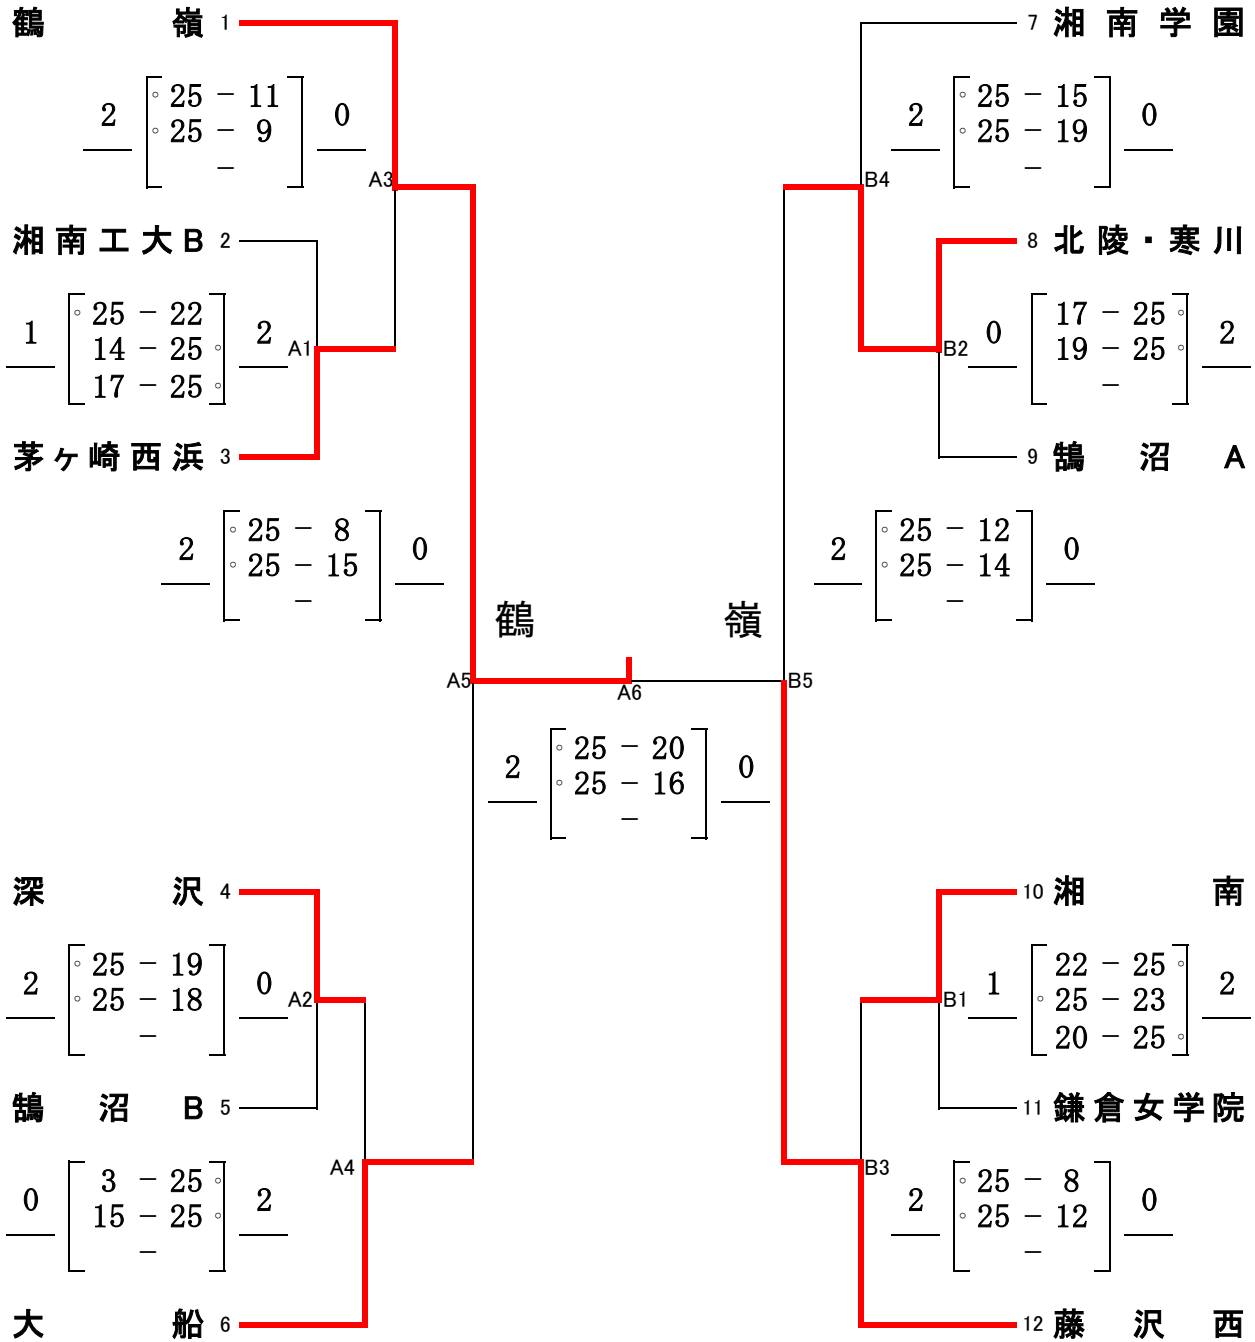 鶴嶺 1
7 湘南学園
2 ° 25 - 11 0
° 25 - 9
-
2 ° 25 - 15 0
° 25 - 19
-
A3
B4
湘南工大B 2
8 北陵・寒川
1 ° 25 - 22 2
14 - 25 °
17 - 25 °
A1
B2
0 17 - 25 ° 2
19 - 25 °
-
茅ヶ崎西浜 3
9 鵠沼A
2 ° 25 - 8 0
° 25 - 15
-
2 ° 25 - 12 0
° 25 - 14
-
鶴嶺
A5
A6
B5
2 ° 25 - 20 0
° 25 - 16
-
深沢 4
10 湘南
2 ° 25 - 19 0
° 25 - 18
-
A2
B1
1 22 - 25 ° 2
° 25 - 23
20 - 25 °
鵠沼B 5
11 鎌倉女学院
0 3 - 25 ° 2
15 - 25 °
-
A4
B3
2 ° 25 - 8 0
° 25 - 12
-
大船 6
12 藤沢西